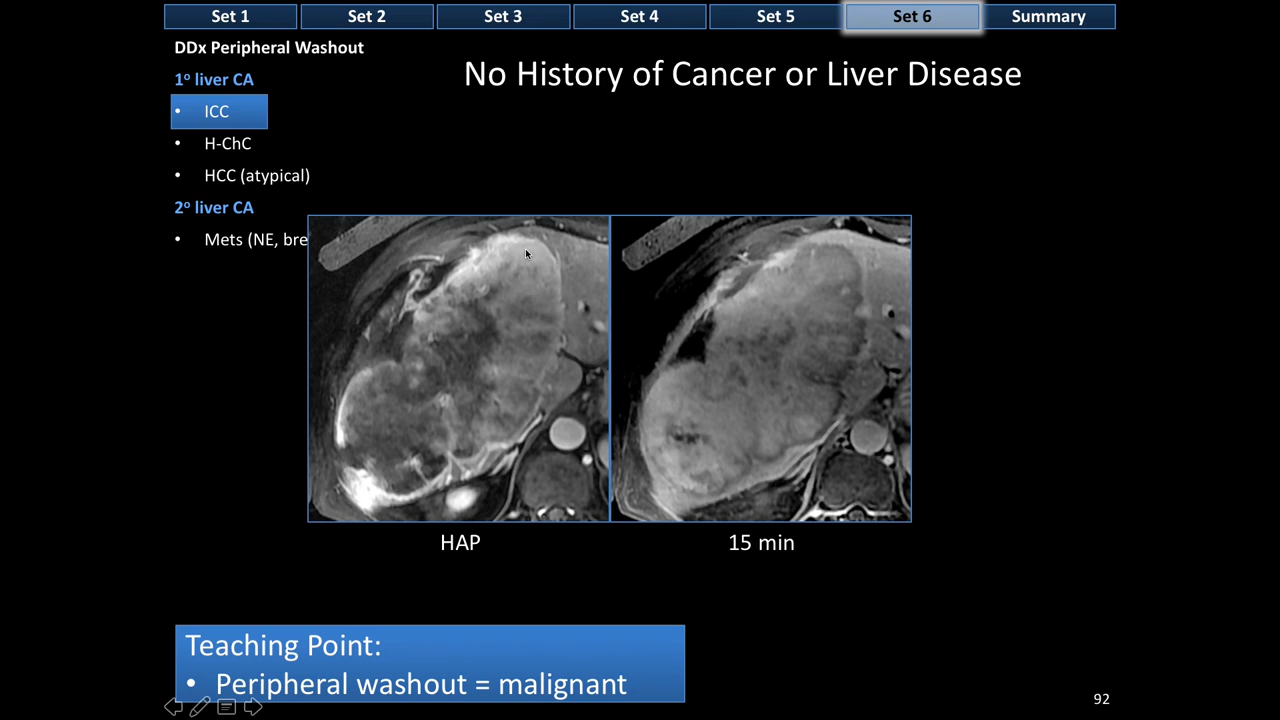 Set 1 Set 2 Set 3 Set 4 Set 5 Set 6 Summary
DDx Peripheral Washout
No History of Cancer or Liver Disease
1º liver CA
• ICC
• H-ChC
• HCC (atypical)
2º liver CA
• Mets (NE, bre
HAP
15 min
Teaching Point:
• Peripheral washout = malignant
92